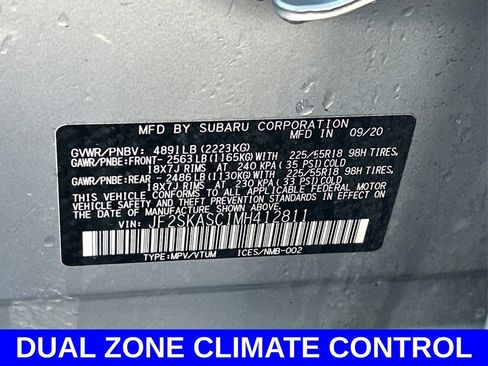 MFD. BY SUBARU CORPORATION
MADE IN 09/20
GVWR/PNBV: 4891LB (2223KG)
GAWR/PNBE:FRONT- 2563LB (1165KG) WITH 225/55R18 98H TIRES,
18X7J RIMS AT 240 KPA (35 PSI) COLD
GAWR/PNBE:REAR - 2486LB (1130KG) WITH 225/55R18 98H TIRES,
18X7J RIMS AT 230 KPA (33 PSI) COLD
THIS VEHICLE CONFORMS TO ALL APPLICABLE FEDERAL MOTOR
VEHICLE SAFETY STANDARDS IN EFFECT ON THE DATE OF
MANUFACTURE SHOWN ABOVE.
VIN: JF2SKASC1MH412811
TYPE:MPV/VTUM ICES/NMB-002
DUAL ZONE CLIMATE CONTROL